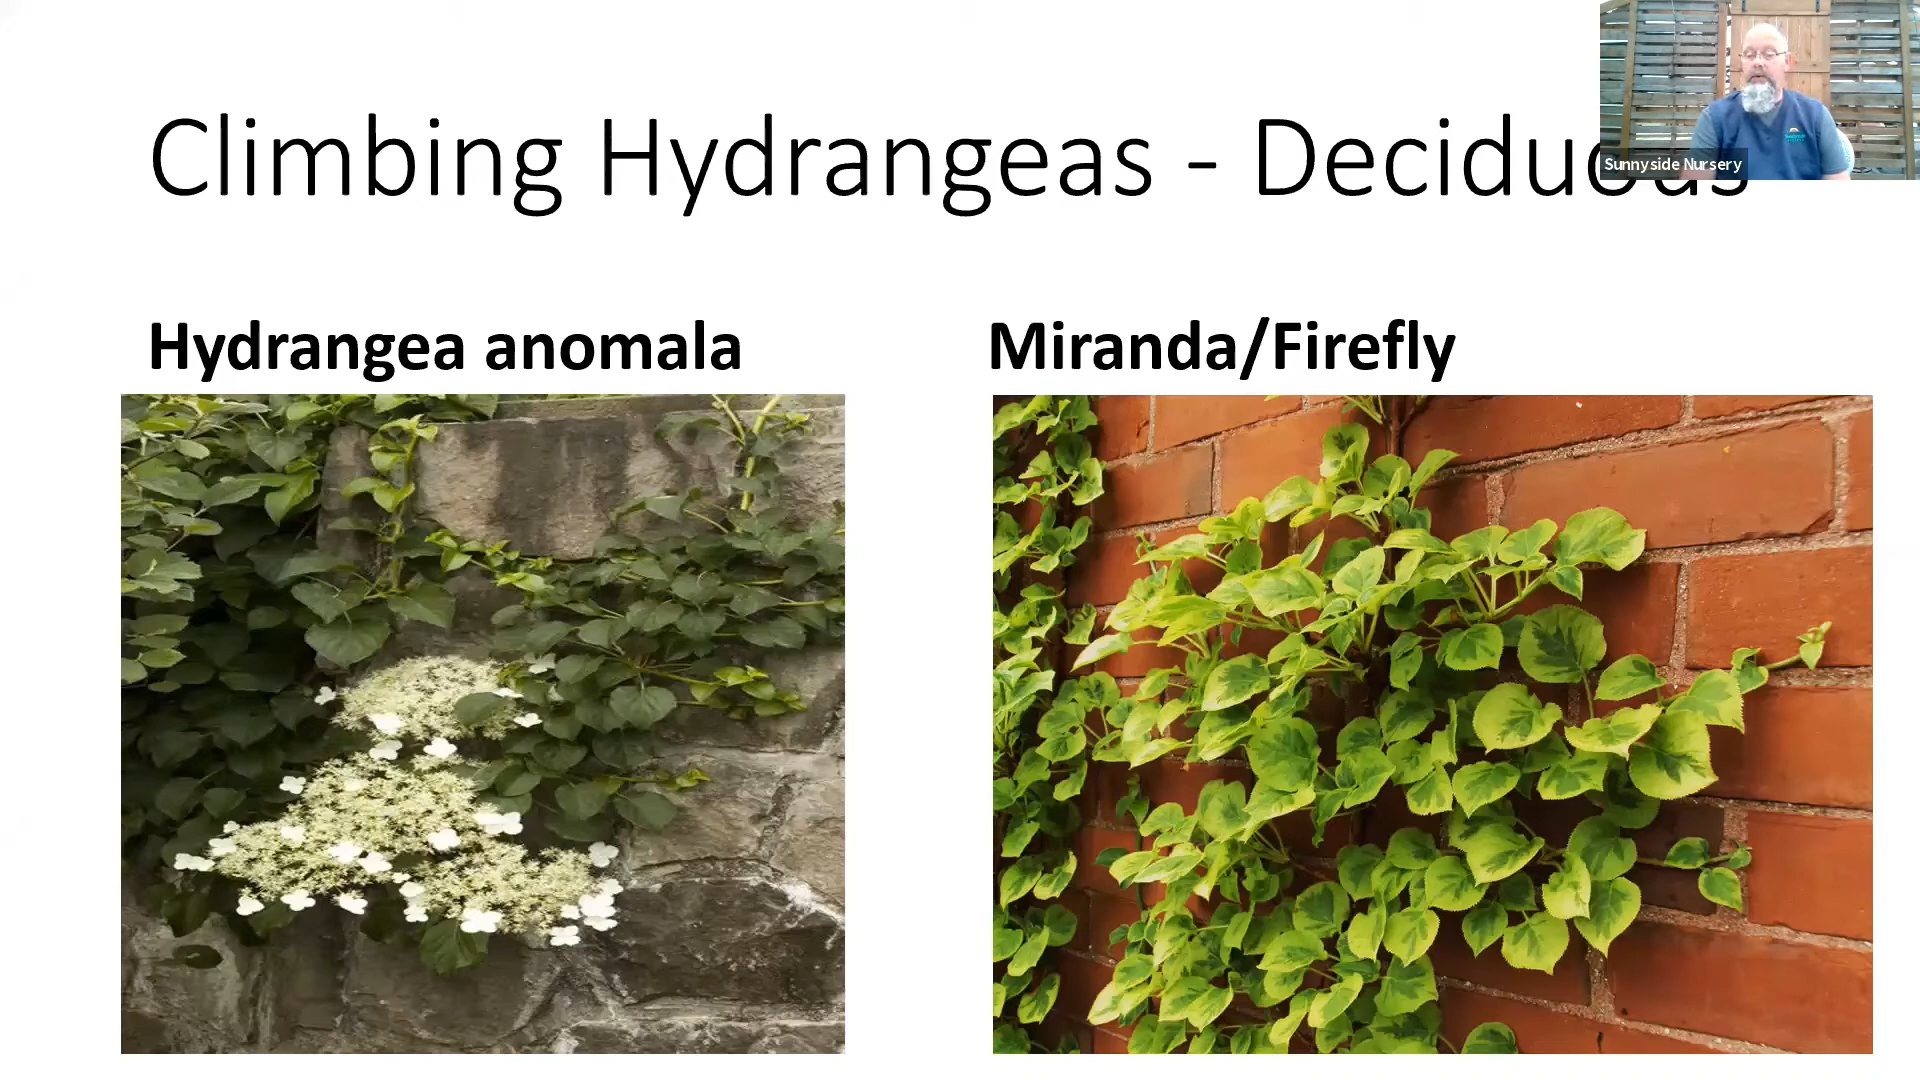 Climbing Hydrangeas - Deciduous
Sunnyside Nursery
Hydrangea anomala
Miranda/Firefly